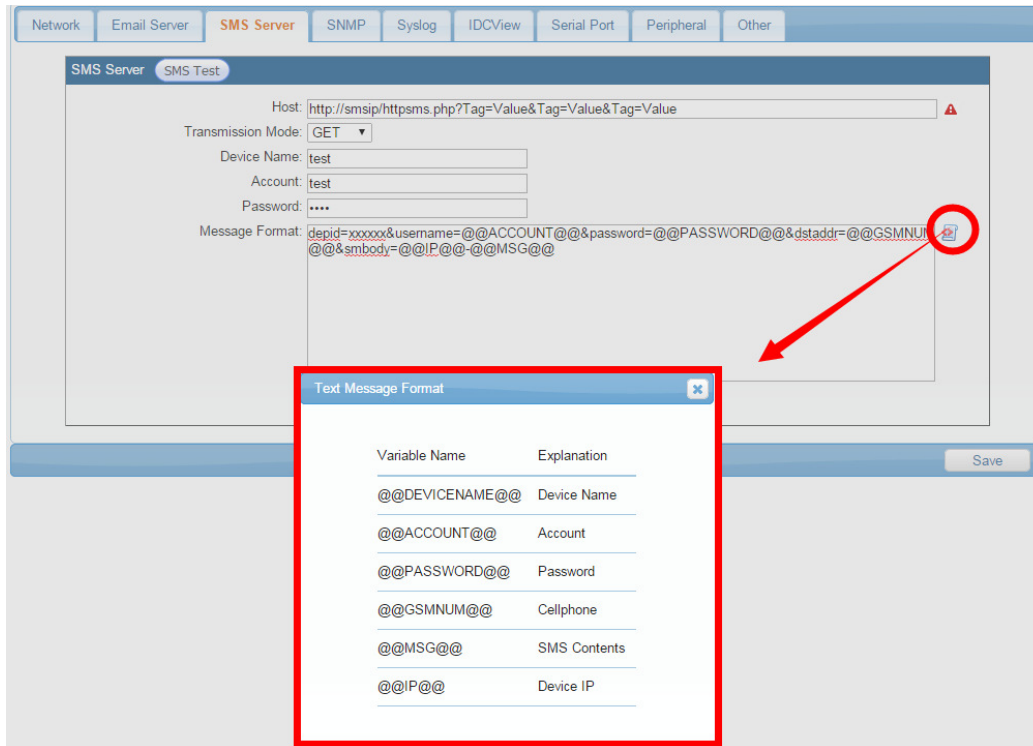 Network Email Server SMS Server SNMP Syslog IDCView Serial Port Peripheral Other
SMS Server SMS Test
Host: http://smsip/httpsms.php?Tag=Value&Tag=Value&Tag=Value
Transmission Mode: GET
Device Name: test
Account: test
Password: ••••
Message Format: depid=xxxxxx&username=@@ACCOUNT@@&password=@@PASSWORD@@&dstaddr=@@GSMNUM
@@&smbody=@@IP@@-@@MSG@@
Text Message Format
Variable Name Explanation
@@DEVICENAME@@ Device Name
@@ACCOUNT@@ Account
@@PASSWORD@@ Password
@@GSMNUM@@ Cellphone
@@MSG@@ SMS Contents
@@IP@@ Device IP
Save